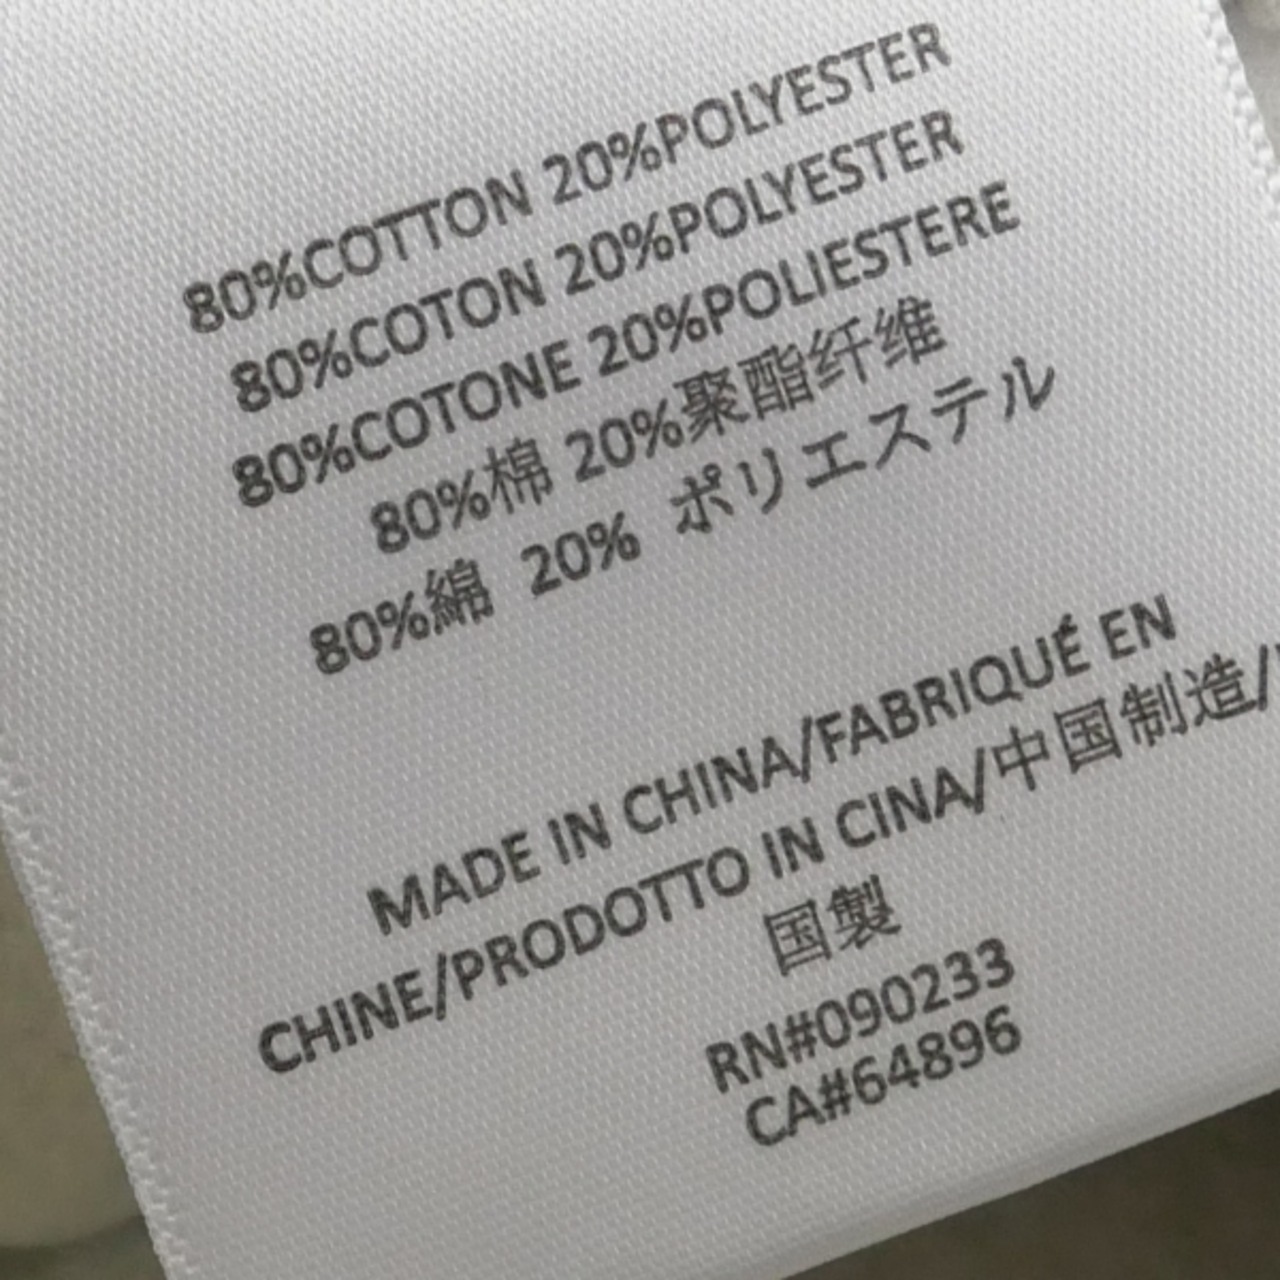 80%COTTON 20%POLYESTER
80%COTON 20%POLYESTER
80%COTONE 20%POLIESTERE
80%棉 20%聚酯纤维
80%綿 20% ポリエステル
MADE IN CHINA/FABRIQUÉ EN
CHINE/PRODOTTO IN CINA/中国制造/
国製
RN#090233
CA#64896